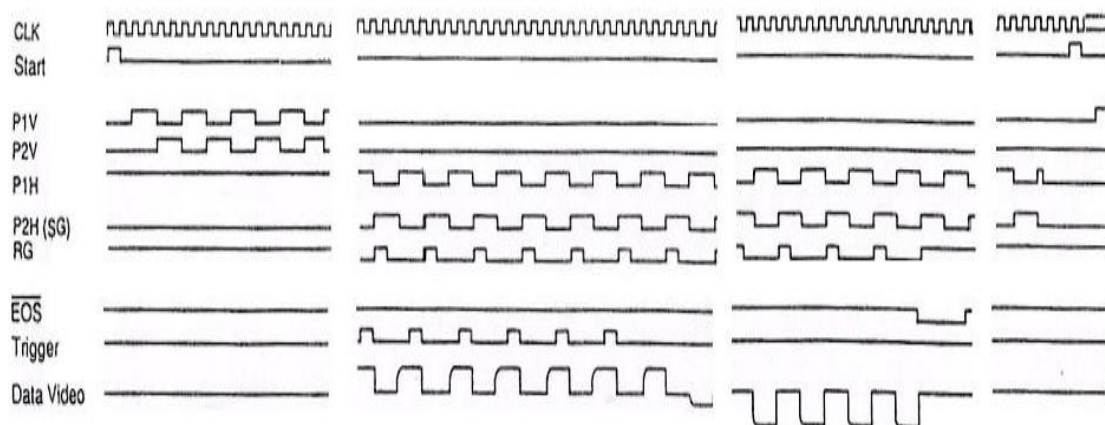 CLK
Start
P1V
P2V
P1H
P2H (SG)
RG
EOS
Trigger
Data Video